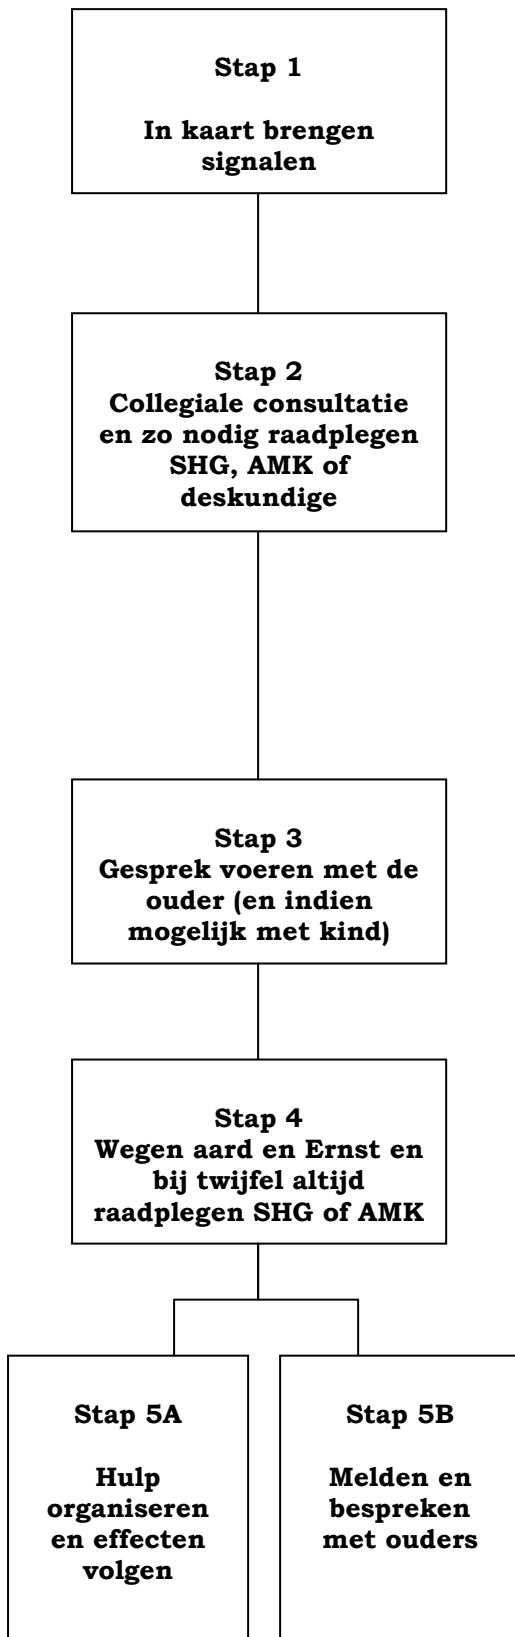 Stap 1
In kaart brengen
signalen
Stap 2
Collegiale consultatie
en zo nodig raadplegen
SHG, AMK of
deskundige
Stap 3
Gesprek voeren met de
ouder (en indien
mogelijk met kind)
Stap 4
Wegen aard en Ernst en
bij twijfel altijd
raadplegen SHG of AMK
Stap 5A
Hulp
organiseren
en effecten
volgen
Stap 5B
Melden en
bespreken
met ouders